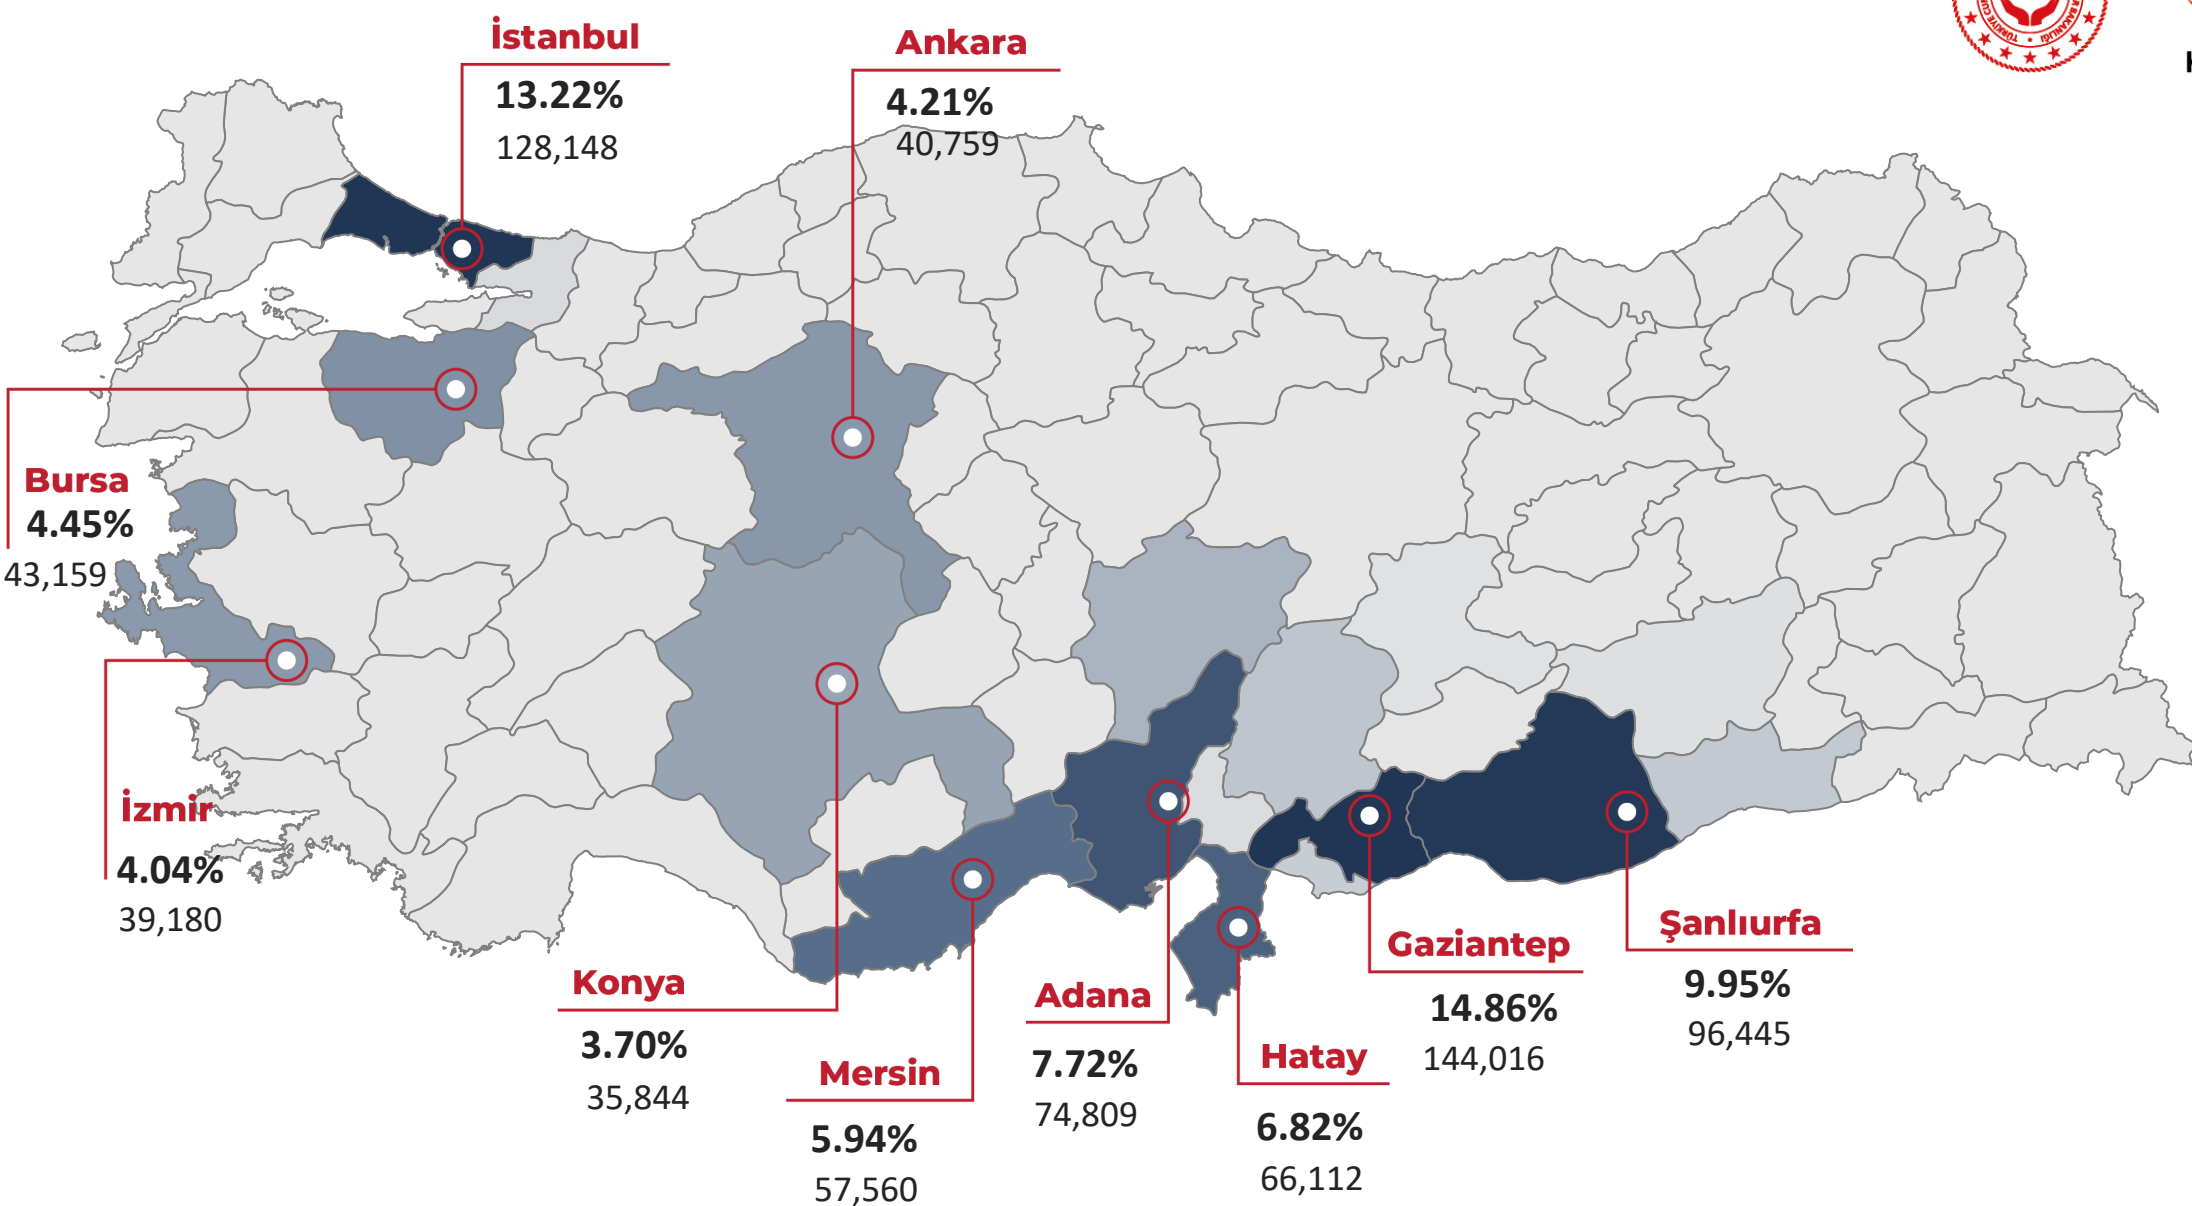 İstanbul
13.22%
128,148
Ankara
4.21%
40,759
Bursa
4.45%
43,159
İzmir
4.04%
39,180
Konya
3.70%
35,844
Mersin
5.94%
57,560
Adana
7.72%
74,809
Hatay
6.82%
66,112
Gaziantep
14.86%
144,016
Şanlıurfa
9.95%
96,445